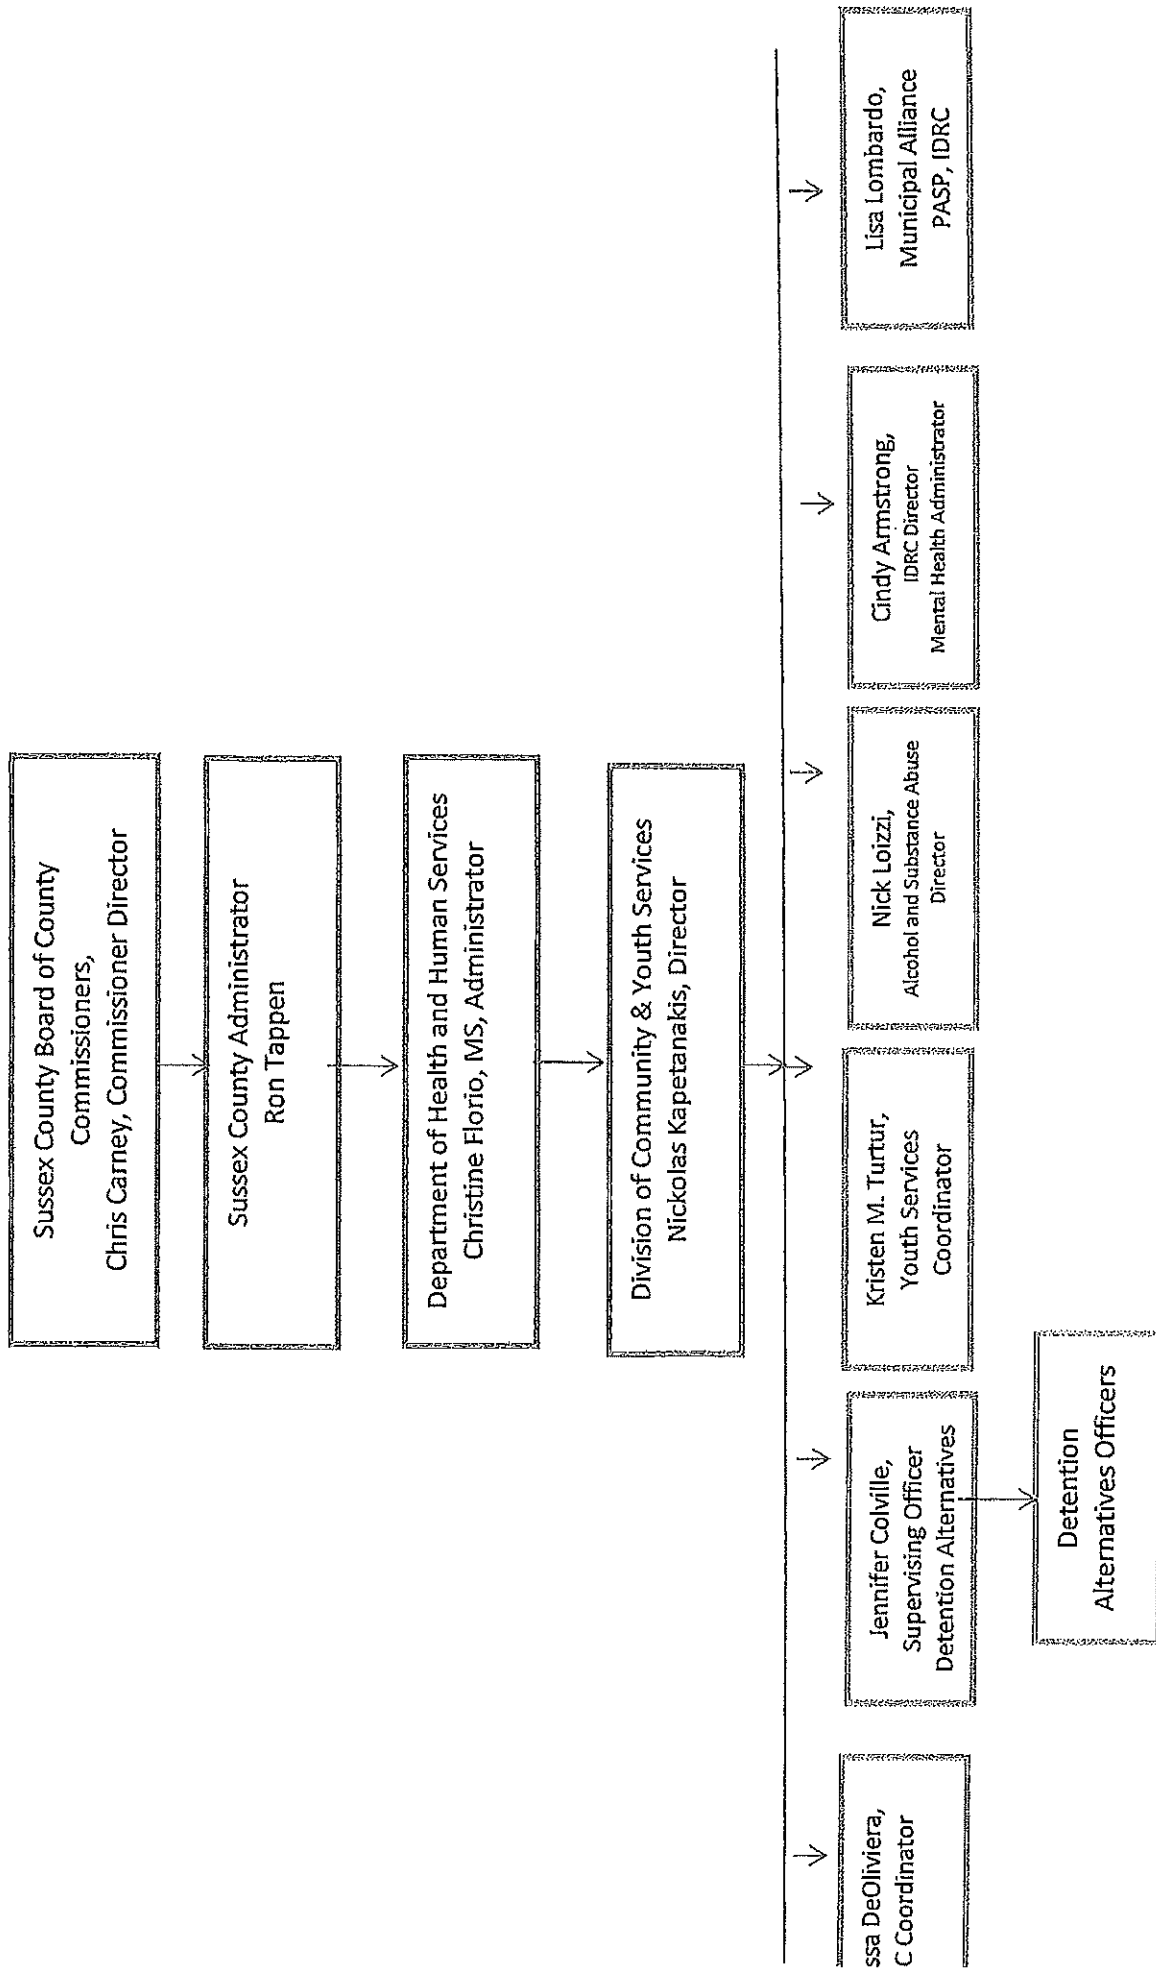 Sussex County Board of County
Commissioners,
Chris Carney, Commissioner Director
Sussex County Administrator
Ron Tappen
Department of Health and Human Services
Christine Florio, MS, Administrator
Division of Community & Youth Services
Nickolas Kapetanakis, Director
ssa DeOliviera,
C Coordinator
Jennifer Colville,
Supervising Officer
Detention Alternatives
Kristen M. Turtur,
Youth Services
Coordinator
Nick Loizzi,
Alcohol and Substance Abuse
Director
Cindy Armstrong,
IDRC Director
Mental Health Administrator
Lisa Lombardo,
Municipal Alliance
PASP, IDRC
Detention
Alternatives Officers